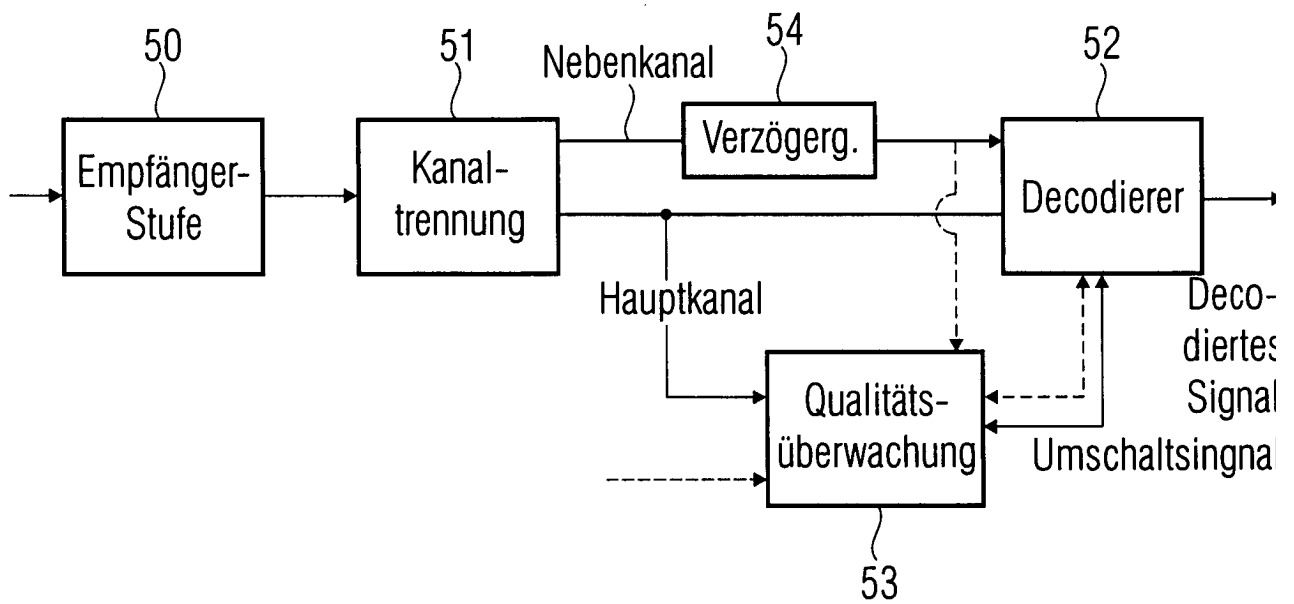 50
51
Nebenkanal
54
52
Empfänger-
Stufe
Kanal-
trennung
Verzögerg.
Decodierer
Hauptkanal
Deco-
diertes
Signal
Qualitäts-
überwachung
Umschaltsingnal
53